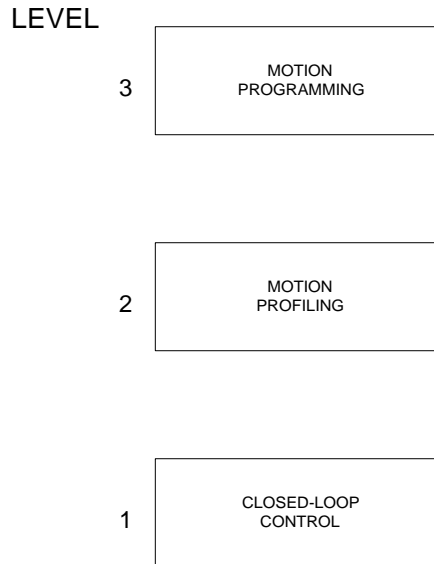 LEVEL
3
MOTION
PROGRAMMING
2
MOTION
PROFILING
1
CLOSED-LOOP
CONTROL